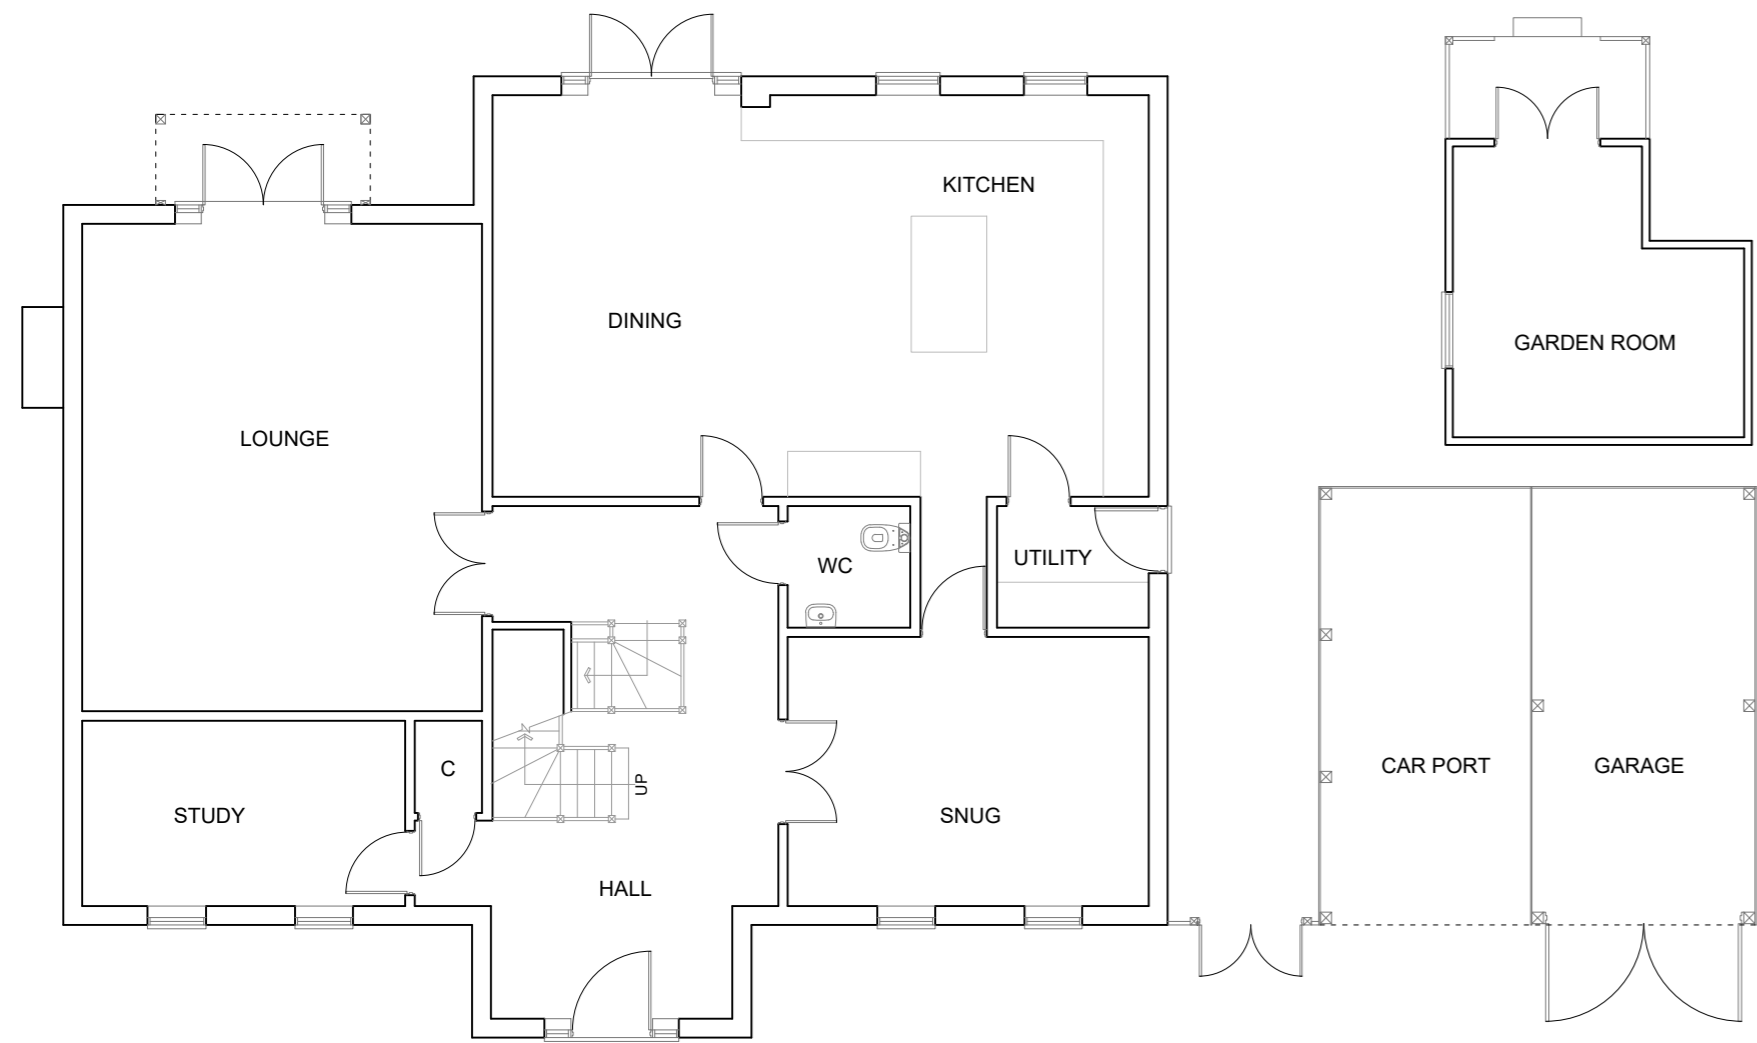 KITCHEN
DINING
GARDEN ROOM
LOUNGE
WC
UTILITY
C
UP
CAR PORT
GARAGE
STUDY
SNUG
HALL